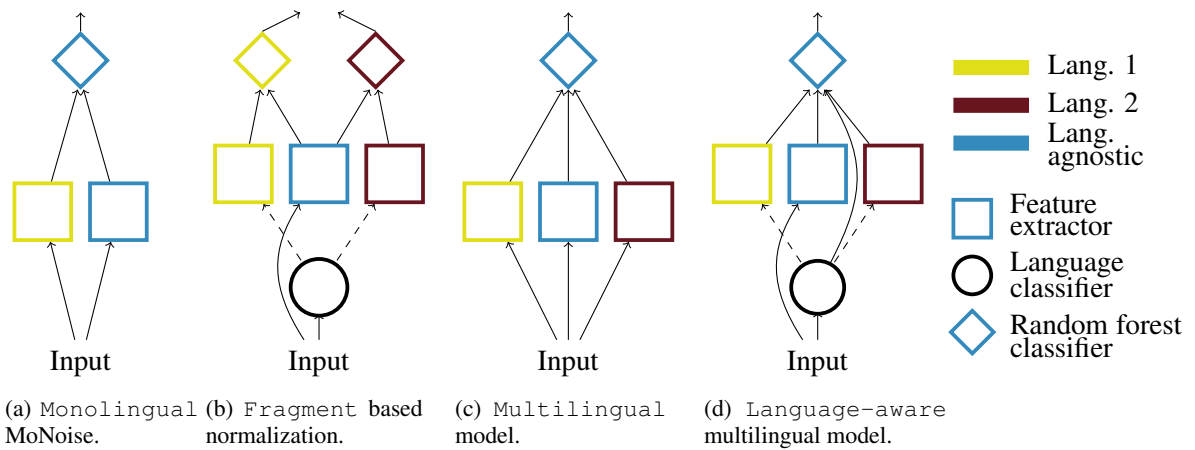 Lang. 1
Lang. 2
Lang.
agnostic
Feature
extractor
Language
classifier
Random forest
classifier
Input
Input
Input
Input
(a) Monolingual
MoNoise.
(b) Fragment based
normalization.
(c) Multilingual
model.
(d) Language-aware
multilingual model.